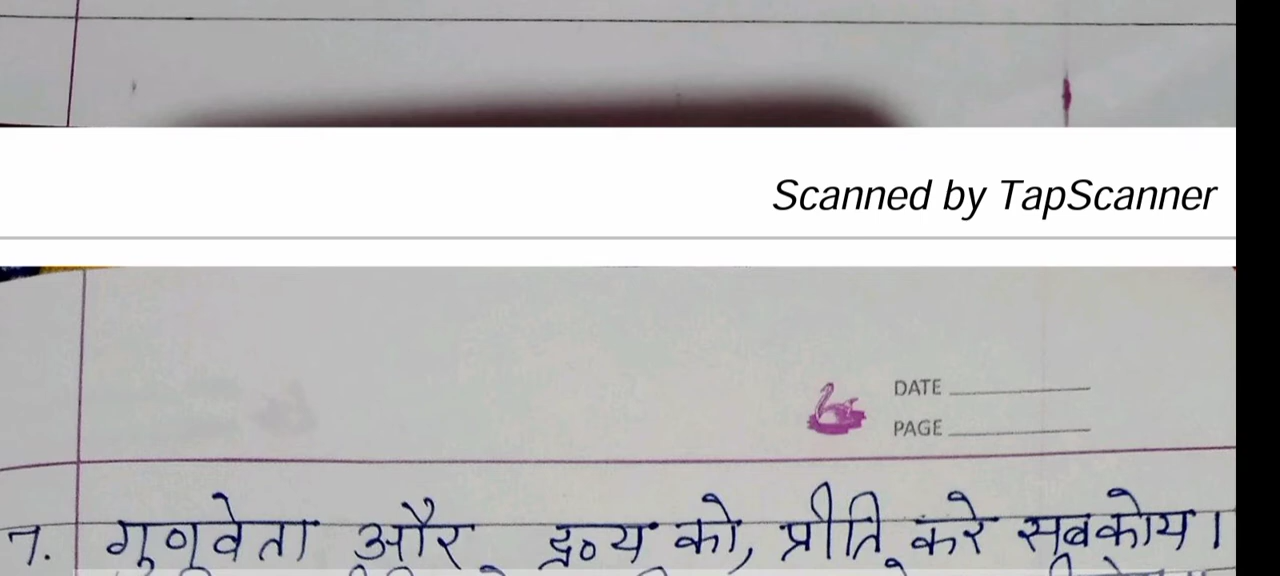 Scanned by TapScanner
DATE
PAGE
7. गुणवेता और द्रव्य को, प्रीति करे सबकोय।